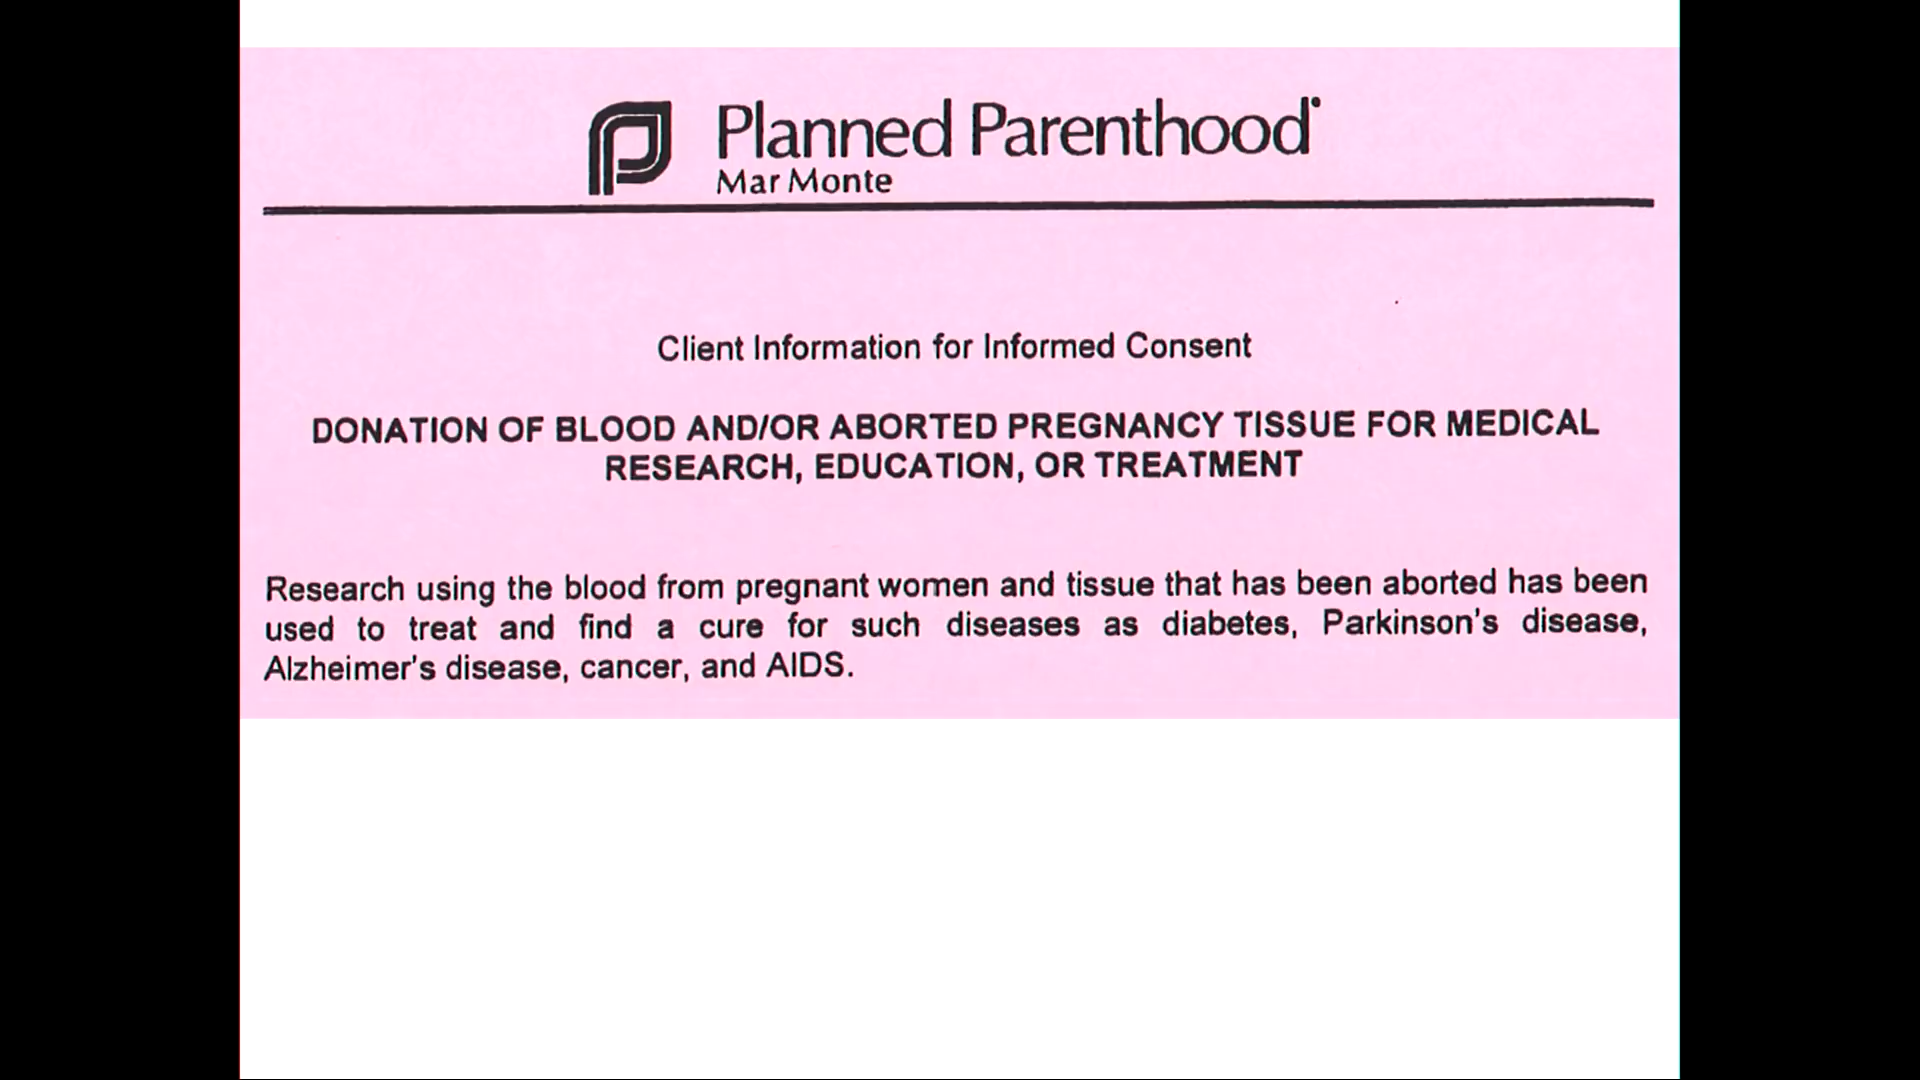 Planned Parenthood®
Mar Monte
Client Information for Informed Consent
DONATION OF BLOOD AND/OR ABORTED PREGNANCY TISSUE FOR MEDICAL
RESEARCH, EDUCATION, OR TREATMENT
Research using the blood from pregnant women and tissue that has been aborted has been
used to treat and find a cure for such diseases as diabetes, Parkinson's disease,
Alzheimer's disease, cancer, and AIDS.